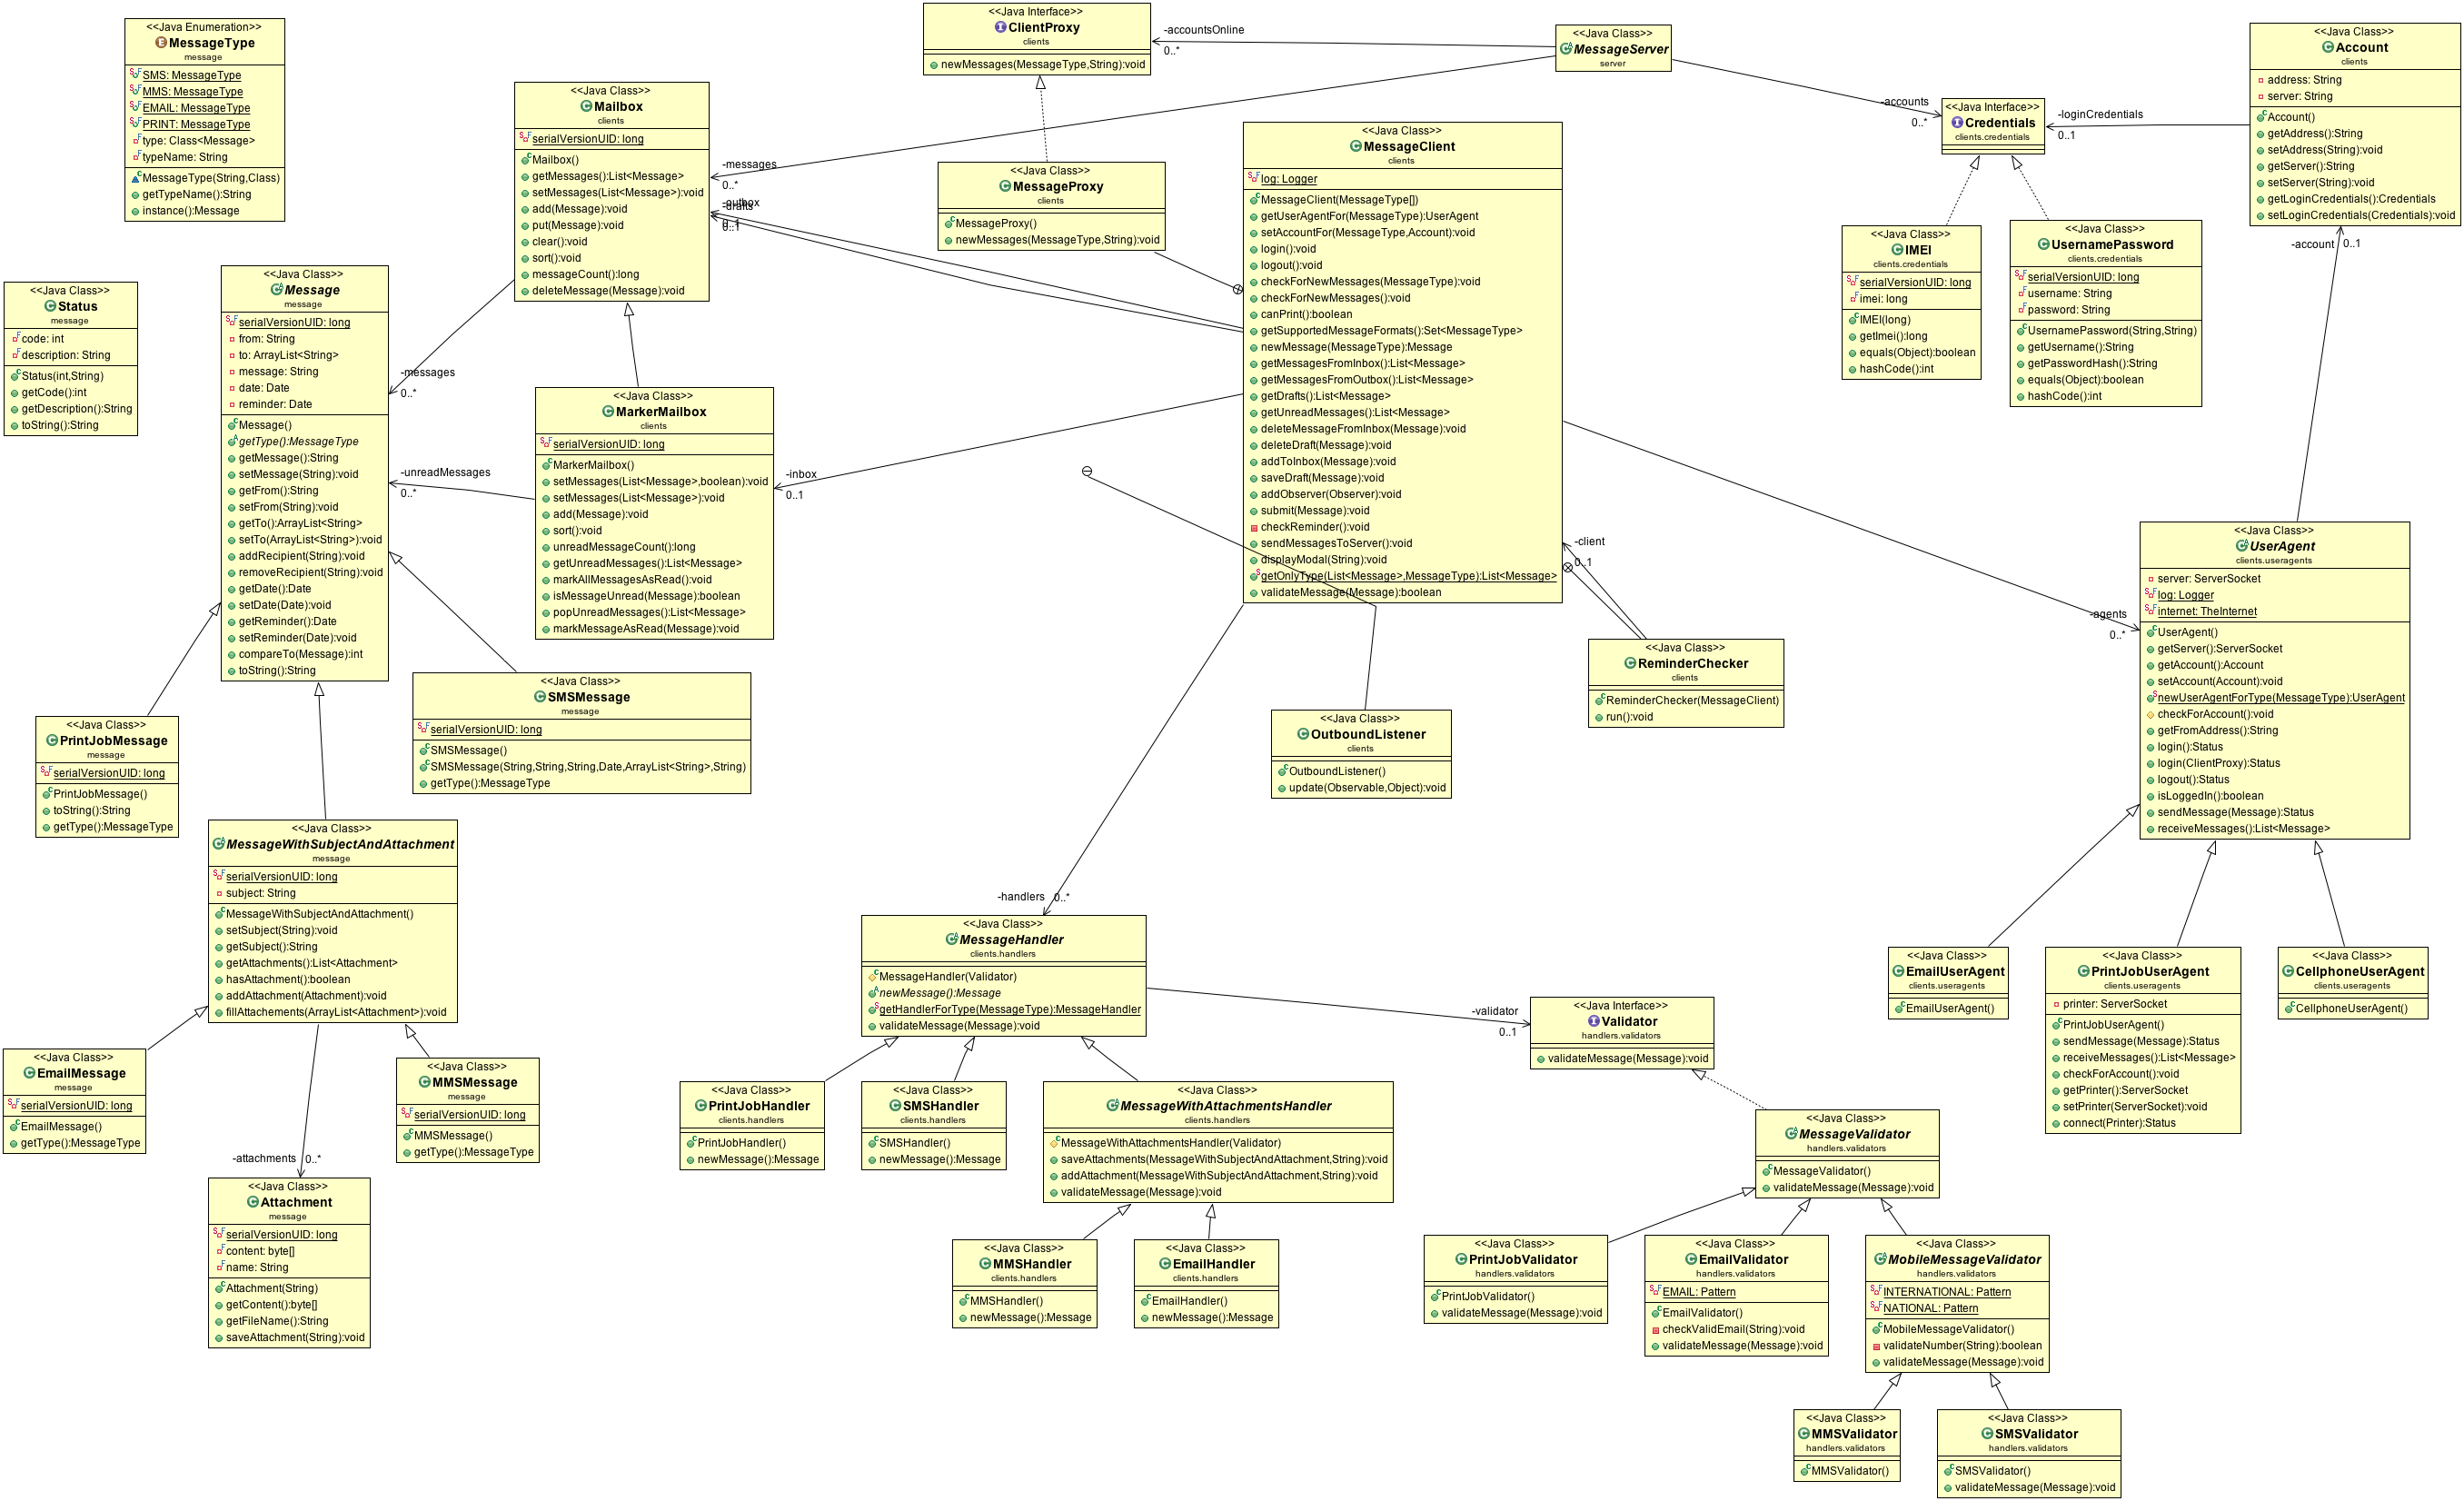 <<Java Enumeration>>
MessageType
message
SMS: MessageType
MMS: MessageType
EMAIL: MessageType
PRINT: MessageType
type: Class<Message>
typeName: String
MessageType(String,Class)
getTypeName():String
instance():Message
<<Java Class>>
Status
message
code: int
description: String
Status(int,String)
getCode():int
getDescription():String
toString():String
<<Java Class>>
Message
message
serialVersionUID: long
from: String
to: ArrayList<String>
message: String
date: Date
reminder: Date
Message()
getType():MessageType
getMessage():String
setMessage(String):void
getFrom():String
setFrom(String):void
getTo():ArrayList<String>
setTo(ArrayList<String>):void
addRecipient(String):void
removeRecipient(String):void
getDate():Date
setDate(Date):void
getReminder():Date
setReminder(Date):void
compareTo(Message):int
toString():String
<<Java Class>>
Mailbox
clients
serialVersionUID: long
Mailbox()
getMessages():List<Message>
setMessages(List<Message>):void
add(Message):void
put(Message):void
clear():void
sort():void
messageCount():long
deleteMessage(Message):void
-messages
0..*
<<Java Class>>
MarkerMailbox
clients
serialVersionUID: long
MarkerMailbox()
setMessages(List<Message>,boolean):void
setMessages(List<Message>):void
add(Message):void
sort():void
unreadMessageCount():long
getUnreadMessages():List<Message>
markAllMessagesAsRead():void
isMessageUnread(Message):boolean
popUnreadMessages():List<Message>
markMessageAsRead(Message):void
-unreadMessages
0..*
<<Java Class>>
SMSMessage
message
serialVersionUID: long
SMSMessage()
SMSMessage(String,String,String,Date,ArrayList<String>,String)
getType():MessageType
<<Java Class>>
PrintJobMessage
message
serialVersionUID: long
PrintJobMessage()
toString():String
getType():MessageType
<<Java Class>>
MessageWithSubjectAndAttachment
message
serialVersionUID: long
subject: String
MessageWithSubjectAndAttachment()
setSubject(String):void
getSubject():String
getAttachments():List<Attachment>
hasAttachment():boolean
addAttachment(Attachment):void
fillAttachements(ArrayList<Attachment>):void
<<Java Class>>
EmailMessage
message
serialVersionUID: long
EmailMessage()
getType():MessageType
<<Java Class>>
MMSMessage
message
serialVersionUID: long
MMSMessage()
getType():MessageType
-attachments
0..*
<<Java Class>>
Attachment
message
serialVersionUID: long
content: byte[]
name: String
Attachment(String)
getContent():byte[]
getFileName():String
saveAttachment(String):void
<<Java Interface>>
ClientProxy
clients
newMessages(MessageType,String):void
-accountsOnline
0..*
<<Java Class>>
MessageServer
server
-messages
0..*
-outbox
-drafts
0..1
0..1
<<Java Class>>
MessageProxy
clients
MessageProxy()
newMessages(MessageType,String):void
<<Java Class>>
MessageClient
clients
log: Logger
MessageClient(MessageType[])
getUserAgentFor(MessageType):UserAgent
setAccountFor(MessageType,Account):void
login():void
logout():void
checkForNewMessages(MessageType):void
checkForNewMessages():void
canPrint():boolean
getSupportedMessageFormats():Set<MessageType>
newMessage(MessageType):Message
getMessagesFromInbox():List<Message>
getMessagesFromOutbox():List<Message>
getDrafts():List<Message>
getUnreadMessages():List<Message>
deleteMessageFromInbox(Message):void
deleteDraft(Message):void
addToInbox(Message):void
saveDraft(Message):void
addObserver(Observer):void
submit(Message):void
checkReminder():void
sendMessagesToServer():void
displayModal(String):void
getOnlyType(List<Message>,MessageType):List<Message>
validateMessage(Message):boolean
-inbox
0..1
-client
0..1
<<Java Class>>
ReminderChecker
clients
ReminderChecker(MessageClient)
run():void
<<Java Class>>
OutboundListener
clients
OutboundListener()
update(Observable,Object):void
-accounts
0..*
<<Java Interface>>
Credentials
clients.credentials
-loginCredentials
0..1
<<Java Class>>
Account
clients
address: String
server: String
Account()
getAddress():String
setAddress(String):void
getServer():String
setServer(String):void
getLoginCredentials():Credentials
setLoginCredentials(Credentials):void
<<Java Class>>
IMEI
clients.credentials
serialVersionUID: long
imei: long
IMEI(long)
getImei():long
equals(Object):boolean
hashCode():int
<<Java Class>>
UsernamePassword
clients.credentials
serialVersionUID: long
username: String
password: String
UsernamePassword(String,String)
getUsername():String
getPasswordHash():String
equals(Object):boolean
hashCode():int
-account
0..1
<<Java Class>>
UserAgent
clients.useragents
server: ServerSocket
log: Logger
internet: TheInternet
UserAgent()
getServer():ServerSocket
getAccount():Account
setAccount(Account):void
newUserAgentForType(MessageType):UserAgent
checkForAccount():void
getFromAddress():String
login():Status
login(ClientProxy):Status
logout():Status
isLoggedIn():boolean
sendMessage(Message):Status
receiveMessages():List<Message>
-agents
0..*
<<Java Class>>
EmailUserAgent
clients.useragents
EmailUserAgent()
<<Java Class>>
PrintJobUserAgent
clients.useragents
printer: ServerSocket
PrintJobUserAgent()
sendMessage(Message):Status
receiveMessages():List<Message>
checkForAccount():void
getPrinter():ServerSocket
setPrinter(ServerSocket):void
connect(Printer):Status
<<Java Class>>
CellphoneUserAgent
clients.useragents
CellphoneUserAgent()
-handlers
0..*
<<Java Class>>
MessageHandler
clients.handlers
MessageHandler(Validator)
newMessage():Message
getHandlerForType(MessageType):MessageHandler
validateMessage(Message):void
<<Java Class>>
PrintJobHandler
clients.handlers
PrintJobHandler()
newMessage():Message
<<Java Class>>
SMSHandler
clients.handlers
SMSHandler()
newMessage():Message
<<Java Class>>
MessageWithAttachmentsHandler
clients.handlers
MessageWithAttachmentsHandler(Validator)
saveAttachments(MessageWithSubjectAndAttachment,String):void
addAttachment(MessageWithSubjectAndAttachment,String):void
validateMessage(Message):void
<<Java Class>>
MMSHandler
clients.handlers
MMSHandler()
newMessage():Message
<<Java Class>>
EmailHandler
clients.handlers
EmailHandler()
newMessage():Message
-validator
0..1
<<Java Interface>>
Validator
handlers.validators
validateMessage(Message):void
<<Java Class>>
MessageValidator
handlers.validators
MessageValidator()
validateMessage(Message):void
<<Java Class>>
PrintJobValidator
handlers.validators
PrintJobValidator()
validateMessage(Message):void
<<Java Class>>
EmailValidator
handlers.validators
EMAIL: Pattern
EmailValidator()
checkValidEmail(String):void
validateMessage(Message):void
<<Java Class>>
MobileMessageValidator
handlers.validators
INTERNATIONAL: Pattern
NATIONAL: Pattern
MobileMessageValidator()
validateNumber(String):boolean
validateMessage(Message):void
<<Java Class>>
MMSValidator
handlers.validators
MMSValidator()
<<Java Class>>
SMSValidator
handlers.validators
SMSValidator()
validateMessage(Message):void